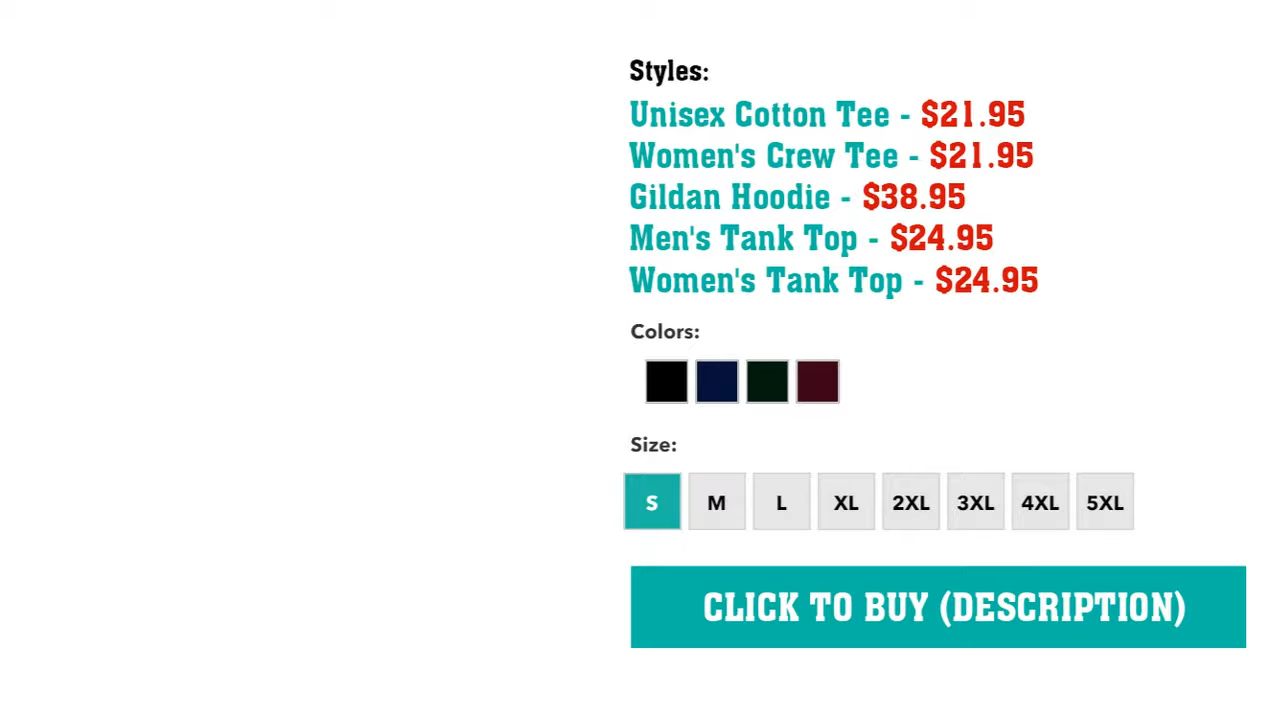 Styles:
Unisex Cotton Tee - $21.95
Women's Crew Tee - $21.95
Gildan Hoodie - $38.95
Men's Tank Top - $24.95
Women's Tank Top - $24.95
Colors:
Size:
S M L XL 2XL 3XL 4XL 5XL
CLICK TO BUY (DESCRIPTION)